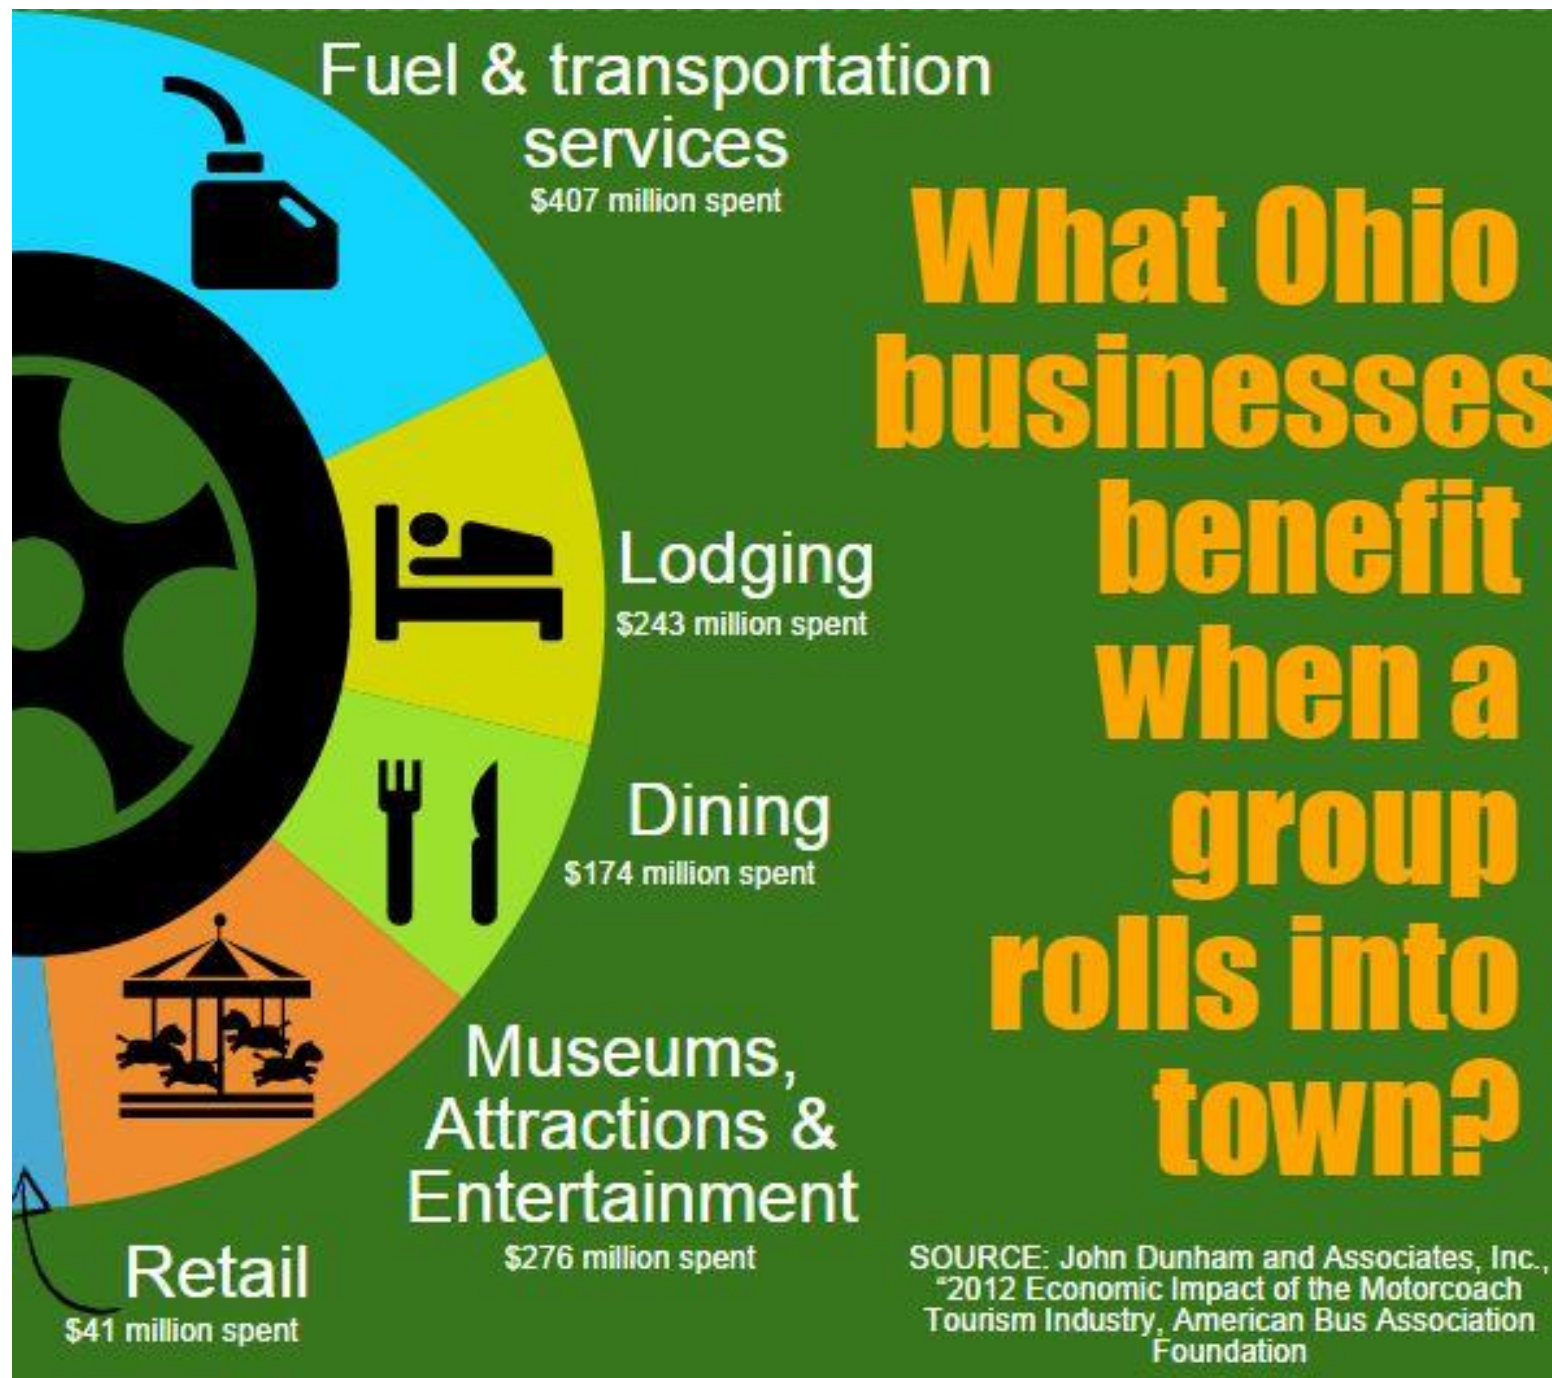 Fuel & transportation
services
$407 million spent
What Ohio
businesses
benefit
when a
group
rolls into
town?
Lodging
$243 million spent
Dining
$174 million spent
Museums,
Attractions &
Entertainment
$276 million spent
Retail
$41 million spent
SOURCE: John Dunham and Associates, Inc.,
“2012 Economic Impact of the Motorcoach
Tourism Industry, American Bus Association
Foundation